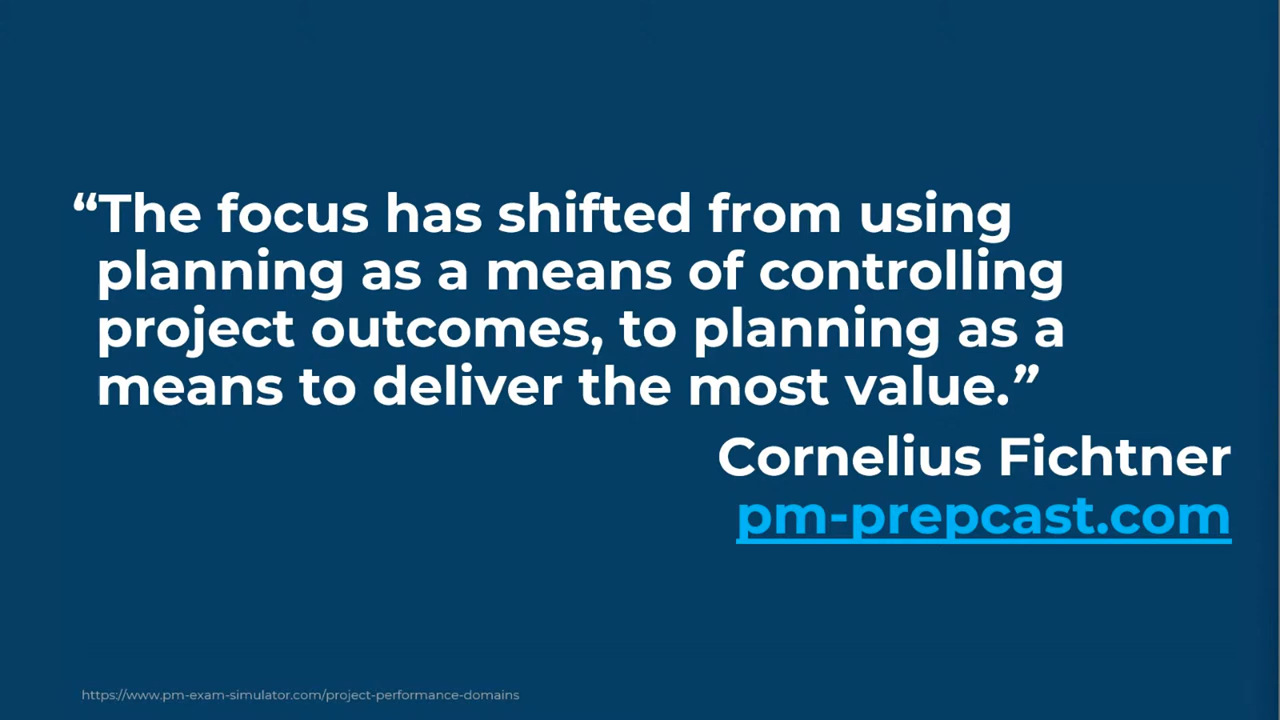 “The focus has shifted from using
planning as a means of controlling
project outcomes, to planning as a
means to deliver the most value.”
Cornelius Fichtner
pm-prepcast.com
https://www.pm-exam-simulator.com/project-performance-domains